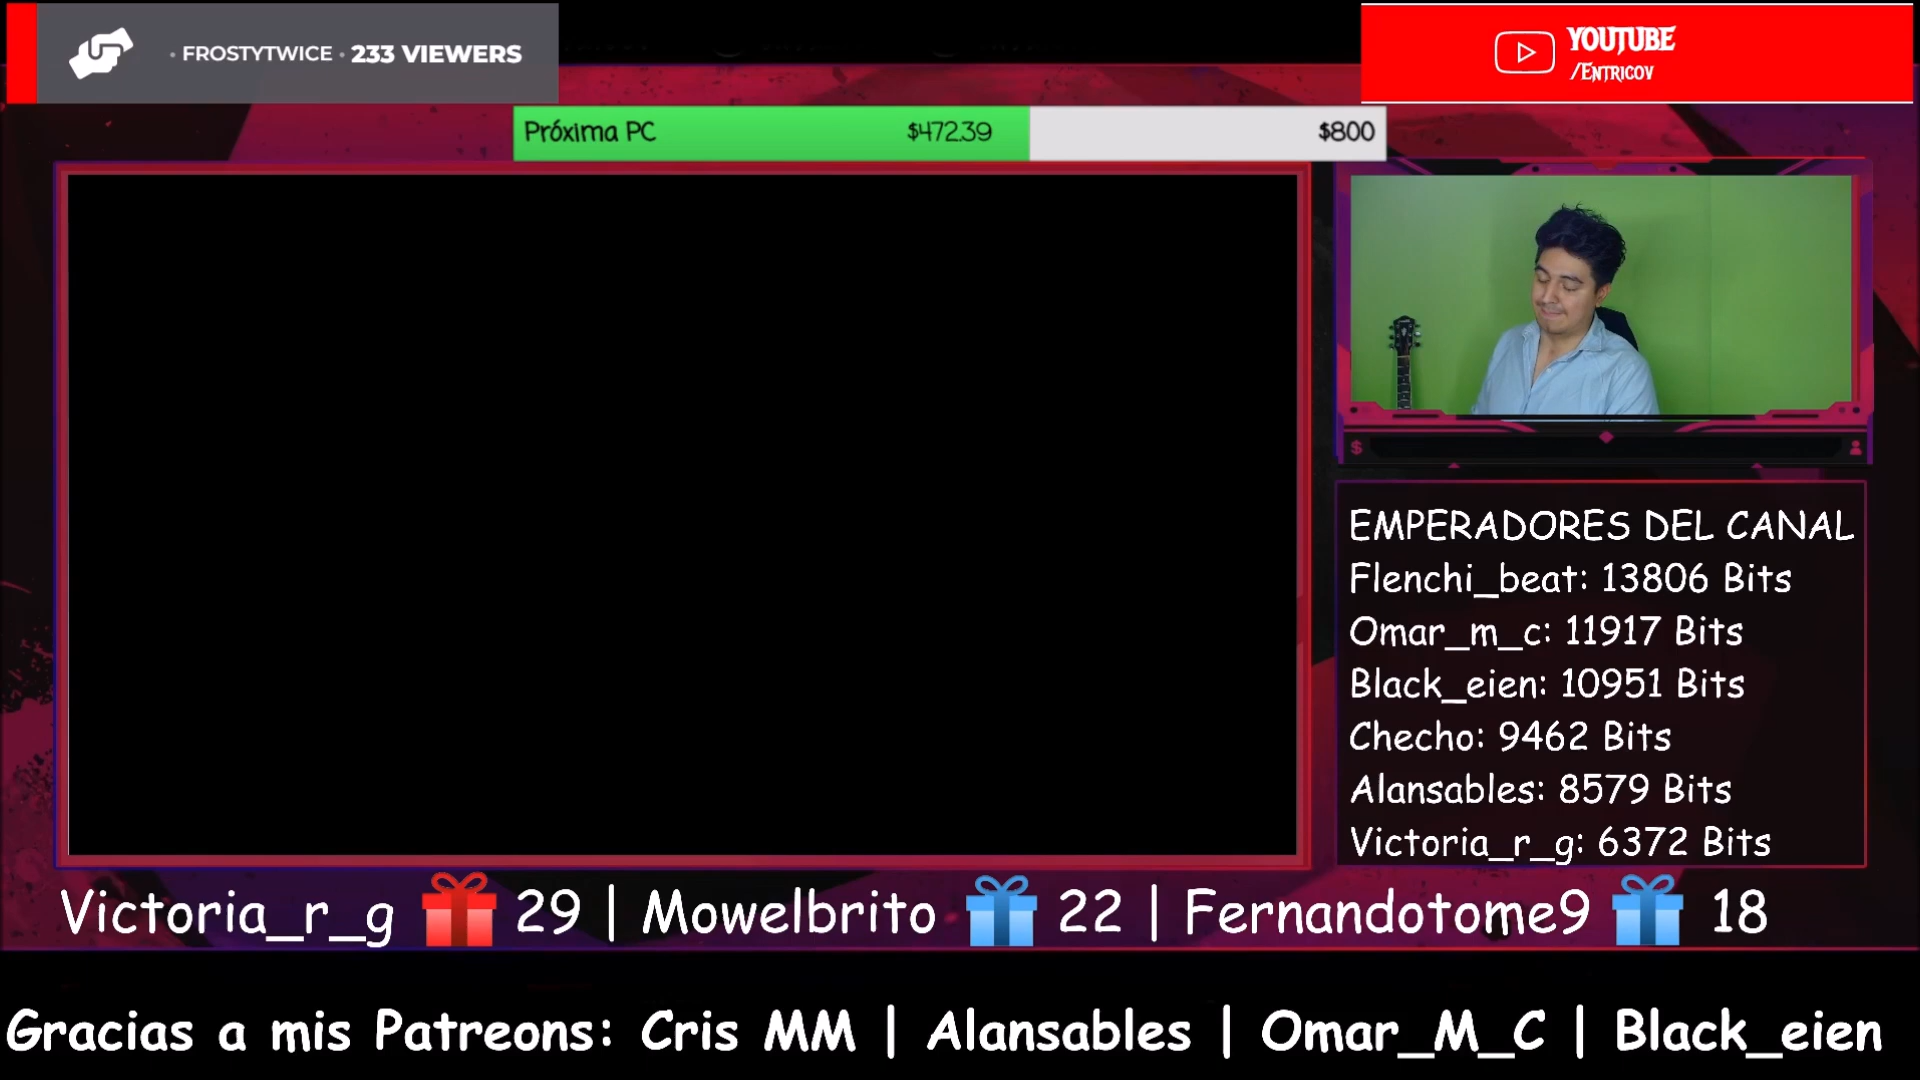 · FROSTYTWICE · 233 VIEWERS
YOUTUBE
/ENTRICOV
Próxima PC $472.39 $800
EMPERADORES DEL CANAL
Flenchi_beat: 13806 Bits
Omar_m_c: 11917 Bits
Black_eien: 10951 Bits
Checho: 9462 Bits
Alansables: 8579 Bits
Victoria_r_g: 6372 Bits
Victoria_r_g 29 | Mowelbrito 22 | Fernandotome9 18
Gracias a mis Patreons: Cris MM | Alansables | Omar_M_C | Black_eien